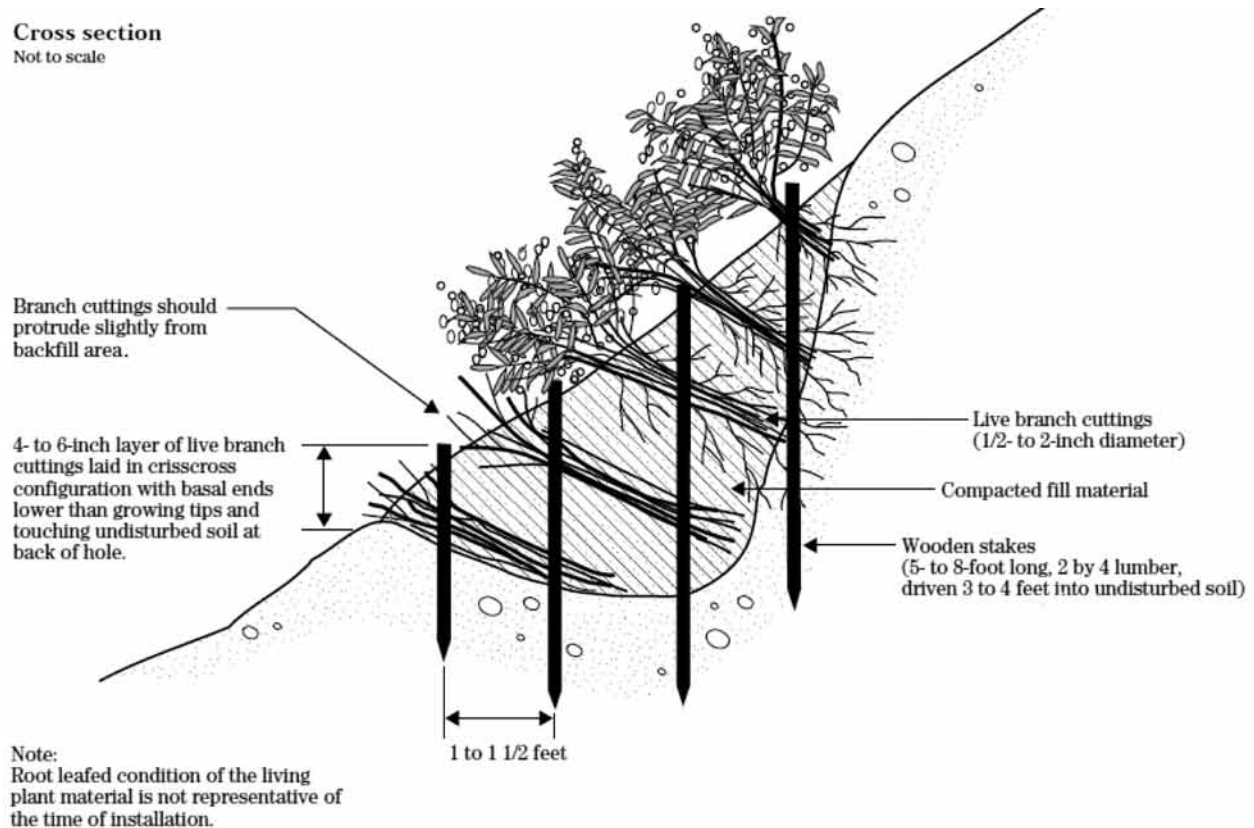 Cross section
Not to scale
Branch cuttings should
protrude slightly from
backfill area.
4- to 6-inch layer of live branch
cuttings laid in crisscross
configuration with basal ends
lower than growing tips and
touching undisturbed soil at
back of hole.
Live branch cuttings
(1/2- to 2-inch diameter)
Compacted fill material
Wooden stakes
(5- to 8-foot long, 2 by 4 lumber,
driven 3 to 4 feet into undisturbed soil)
1 to 1 1/2 feet
Note:
Root leafed condition of the living
plant material is not representative of
the time of installation.